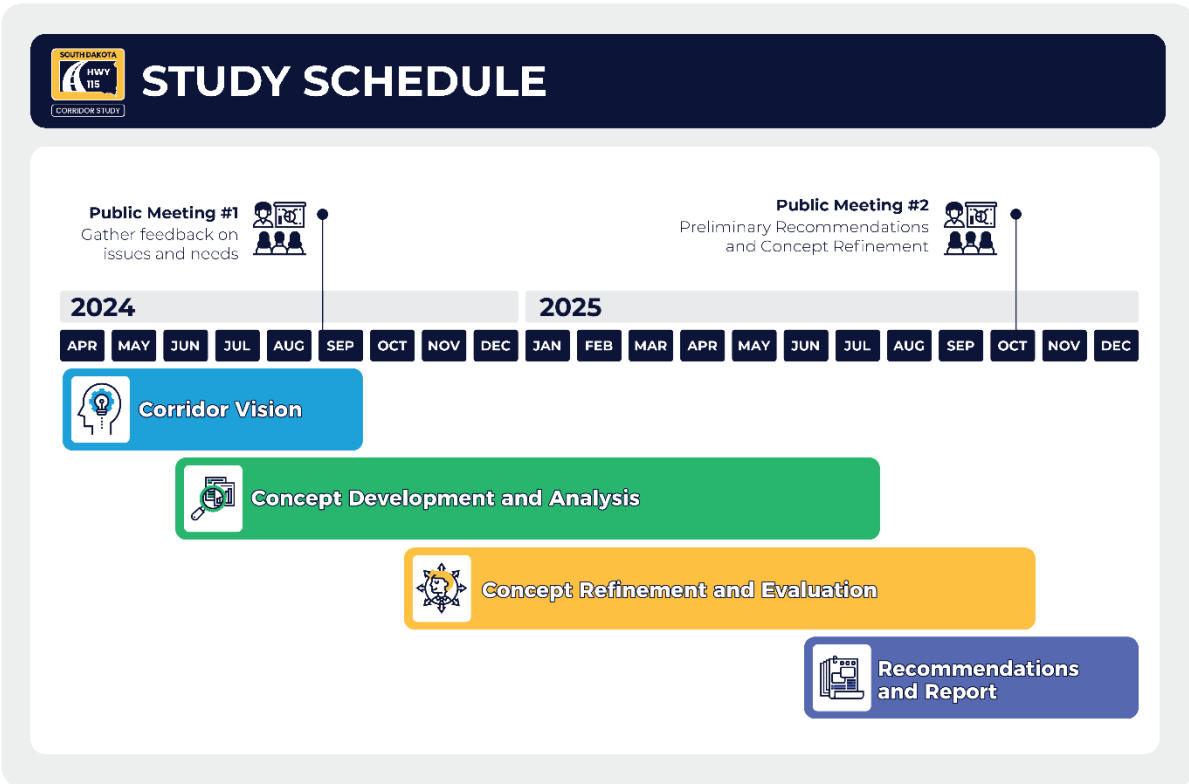 SOUTH DAKOTA
HWY
115
CORRIDOR STUDY
STUDY SCHEDULE
Public Meeting #1
Gather feedback on
issues and needs
Public Meeting #2
Preliminary Recommendations
and Concept Refinement
2024
2025
APR MAY JUN JUL AUG SEP OCT NOV DEC JAN FEB MAR APR MAY JUN JUL AUG SEP OCT NOV DEC
Corridor Vision
Concept Development and Analysis
Concept Refinement and Evaluation
Recommendations
and Report